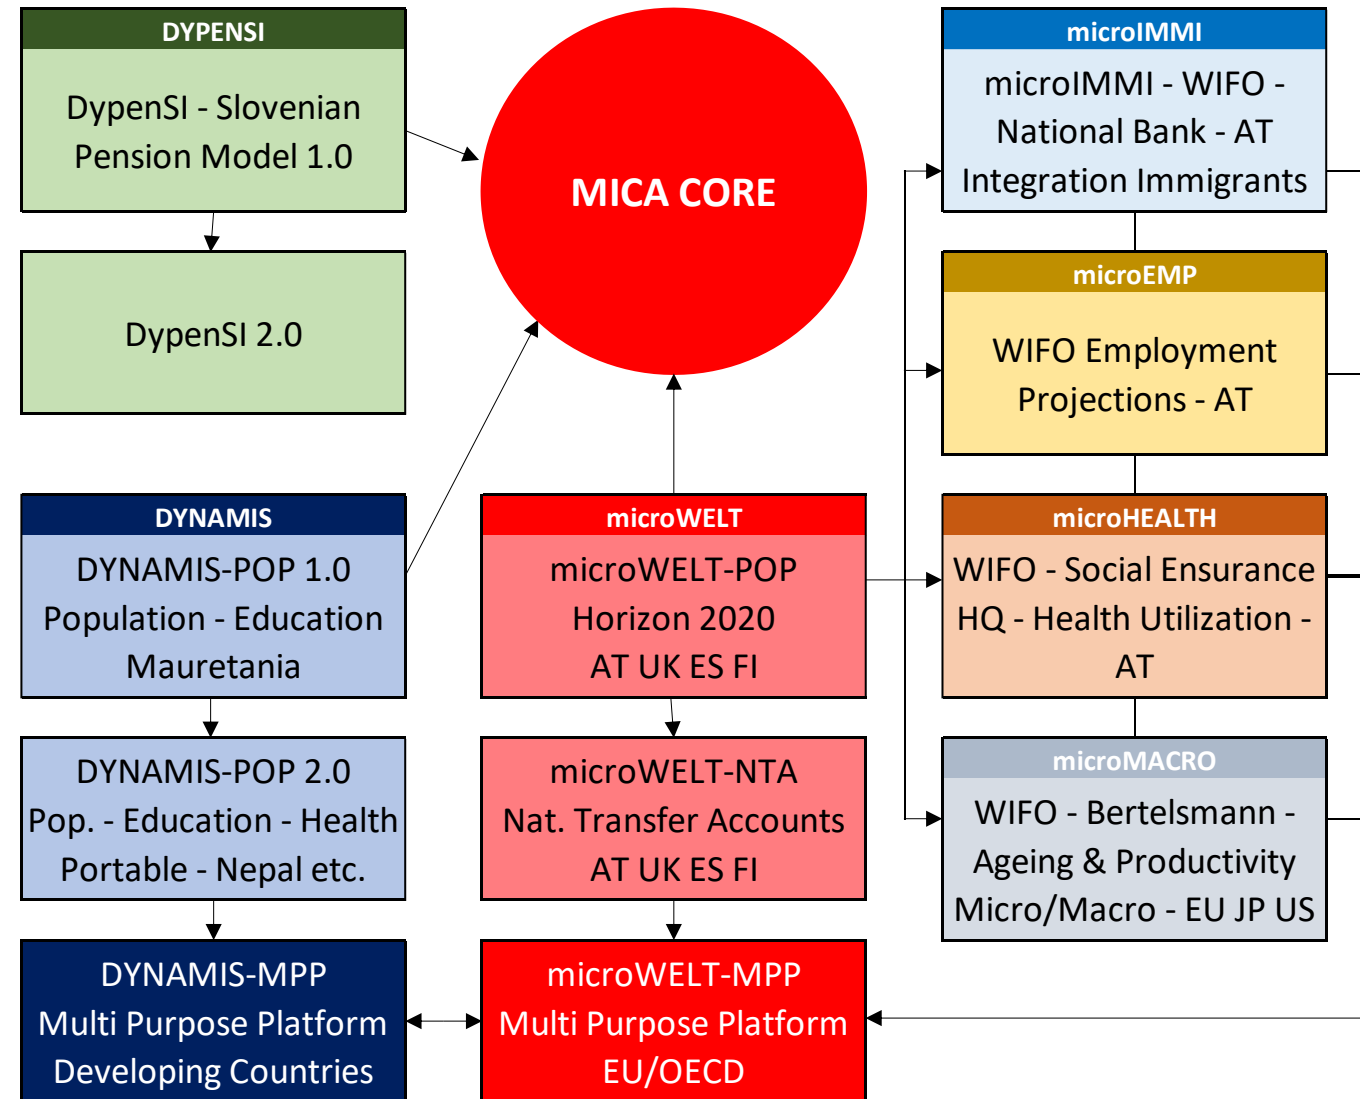 DYPENSI
DypenSI - Slovenian
Pension Model 1.0
DypenSI 2.0
MICA CORE
microIMMI
microIMMI - WIFO -
National Bank - AT
Integration Immigrants
microEMP
WIFO Employment
Projections - AT
DYNAMIS
DYNAMIS-POP 1.0
Population - Education
Mauretania
DYNAMIS-POP 2.0
Pop. - Education - Health
Portable - Nepal etc.
DYNAMIS-MPP
Multi Purpose Platform
Developing Countries
microWELT
microWELT-POP
Horizon 2020
AT UK ES FI
microWELT-NTA
Nat. Transfer Accounts
AT UK ES FI
microWELT-MPP
Multi Purpose Platform
EU/OECD
microHEALTH
WIFO - Social Ensurance
HQ - Health Utilization -
AT
microMACRO
WIFO - Bertelsmann -
Ageing & Productivity
Micro/Macro - EU JP US